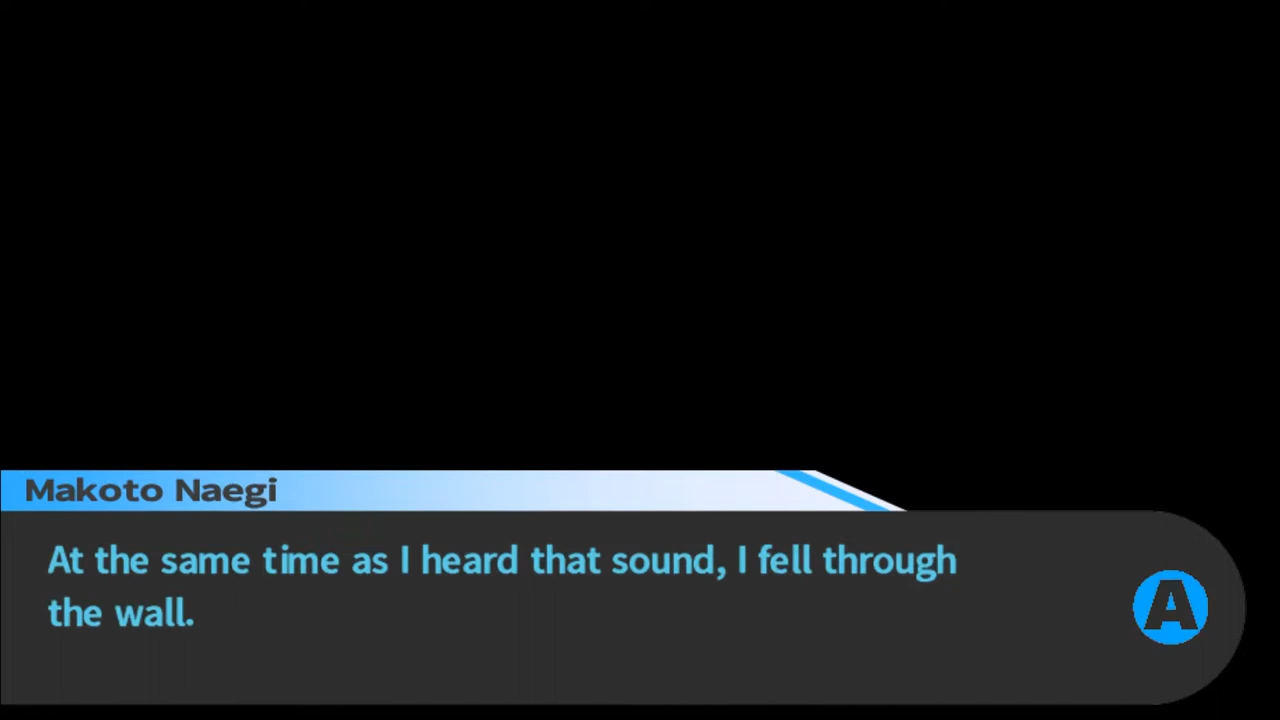 Makoto Naegi
At the same time as I heard that sound, I fell through
the wall.
A